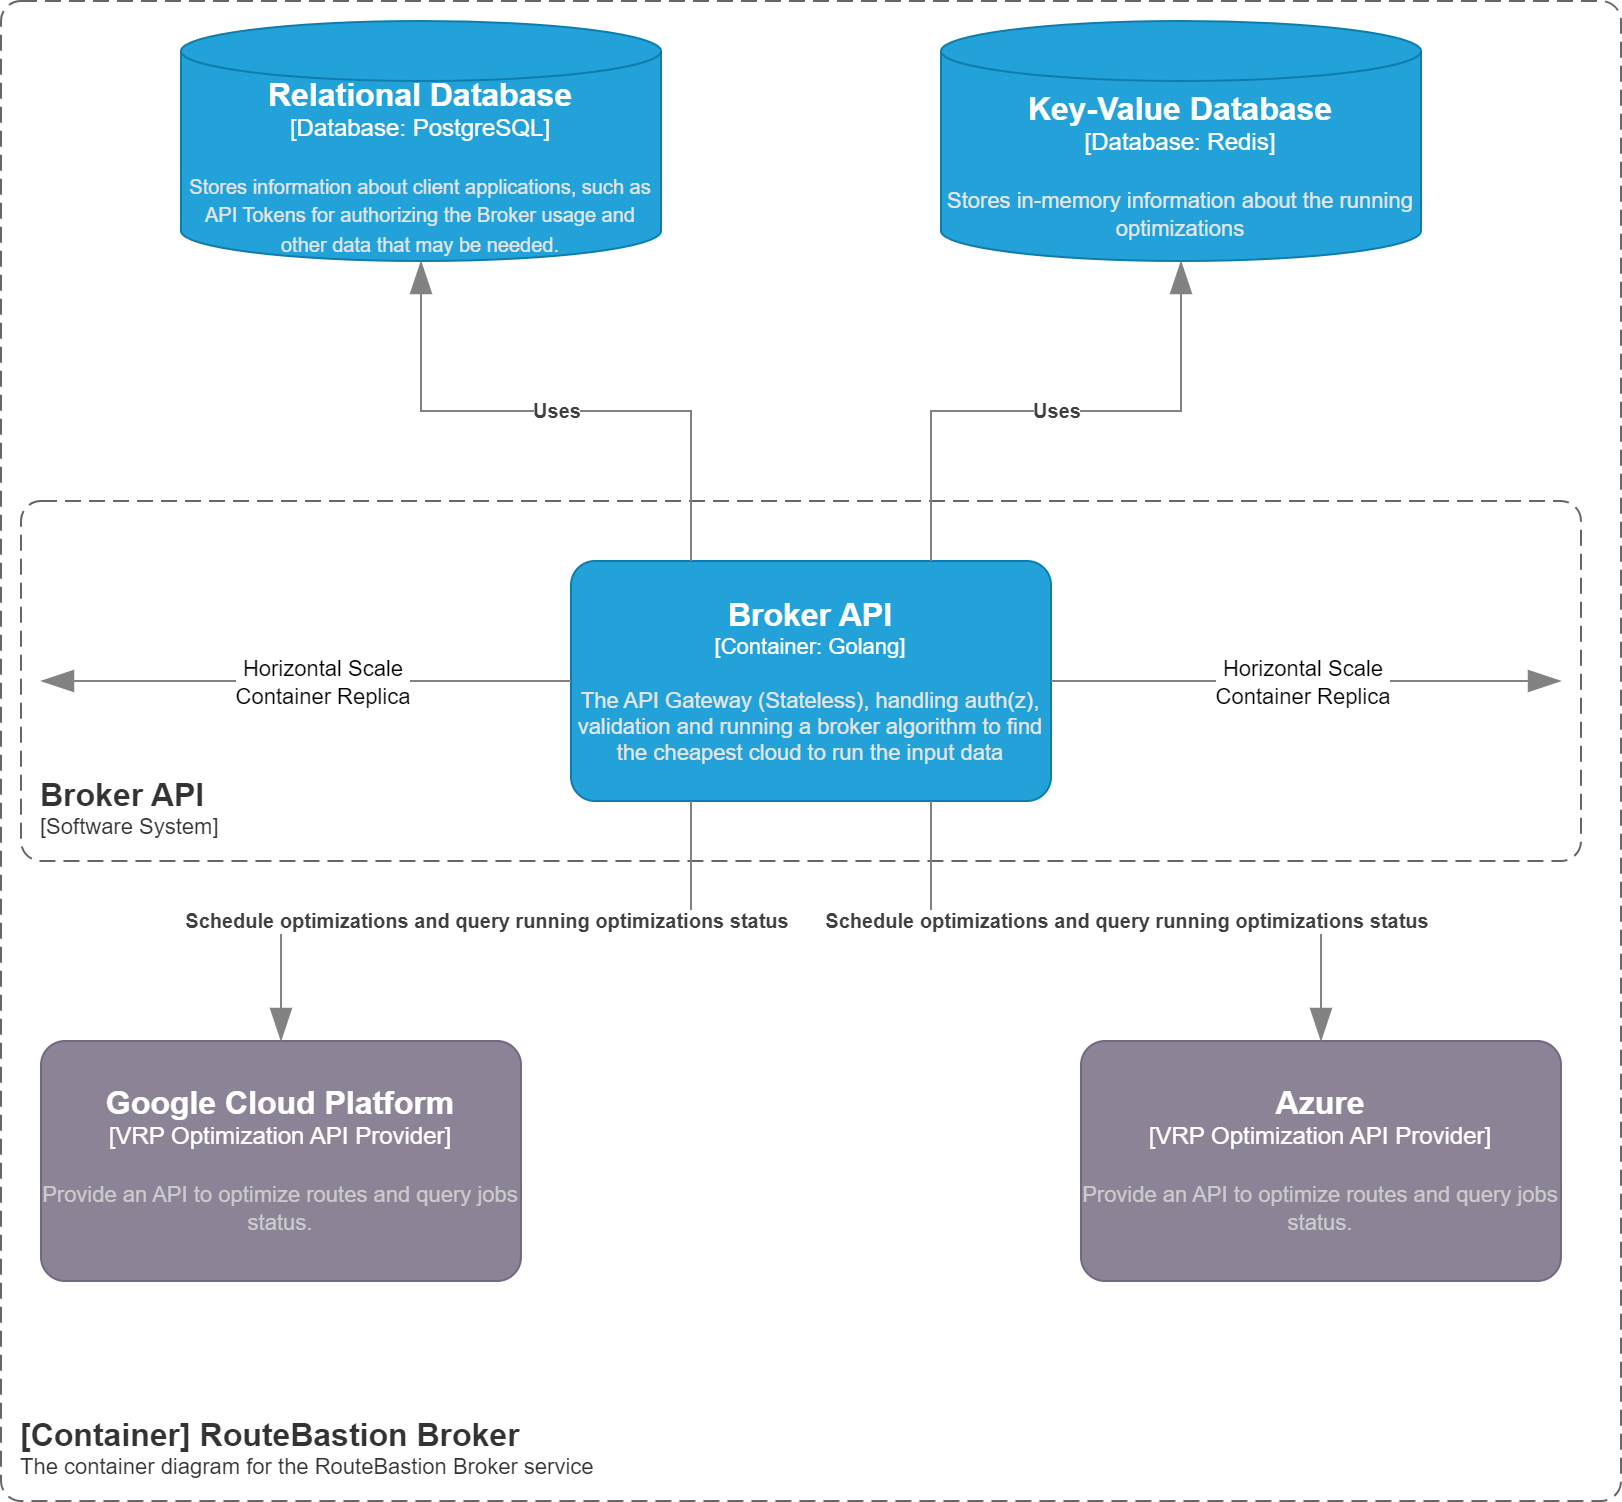 Relational Database
[Database: PostgreSQL]
Stores information about client applications, such as
API Tokens for authorizing the Broker usage and
other data that may be needed.
Key-Value Database
[Database: Redis]
Stores in-memory information about the running
optimizations
Uses
Uses
Broker API
[Container: Golang]
The API Gateway (Stateless), handling auth(z),
validation and running a broker algorithm to find
the cheapest cloud to run the input data
Horizontal Scale
Container Replica
Horizontal Scale
Container Replica
Broker API
[Software System]
Schedule optimizations and query running optimizations status
Schedule optimizations and query running optimizations status
Google Cloud Platform
[VRP Optimization API Provider]
Provide an API to optimize routes and query jobs
status.
Azure
[VRP Optimization API Provider]
Provide an API to optimize routes and query jobs
status.
[Container] RouteBastion Broker
The container diagram for the RouteBastion Broker service